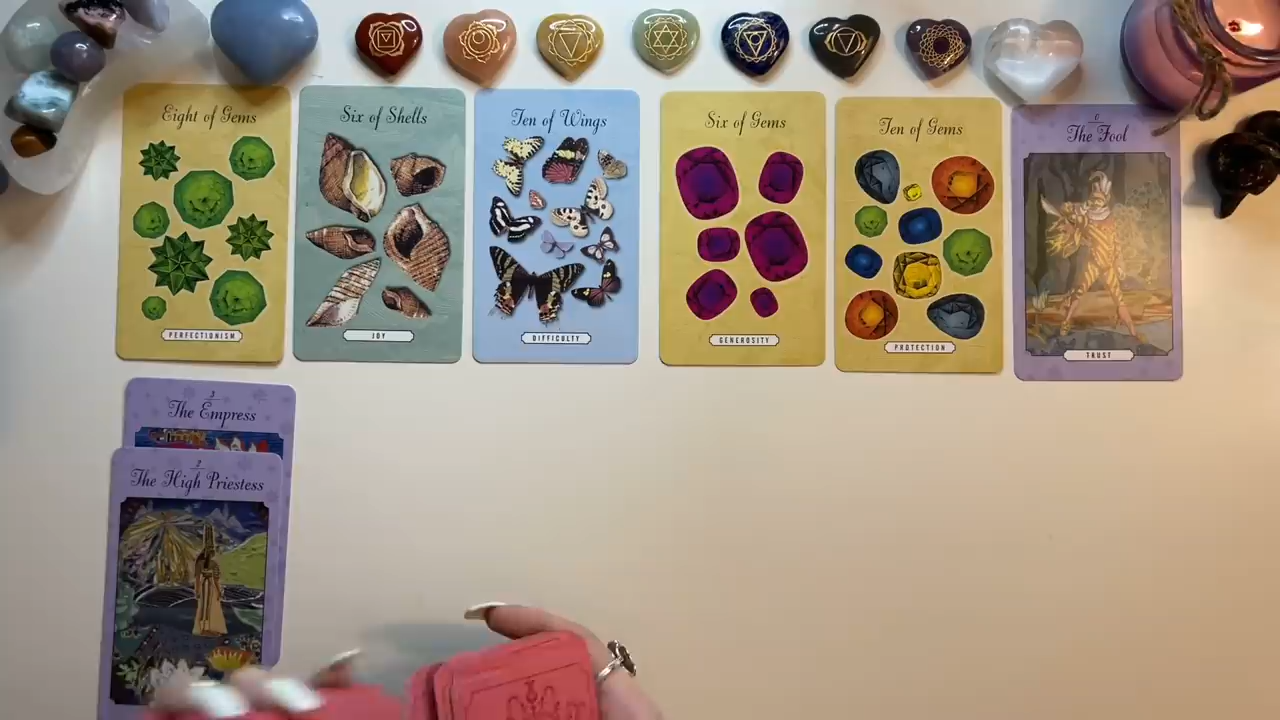 Eight of Gems
PERFECTIONISM
Six of Shells
JOY
Ten of Wings
DIFFICULTY
Six of Gems
GENEROSITY
Ten of Gems
PROTECTION
0
The Fool
TRUST
3
The Empress
2
The High Priestess